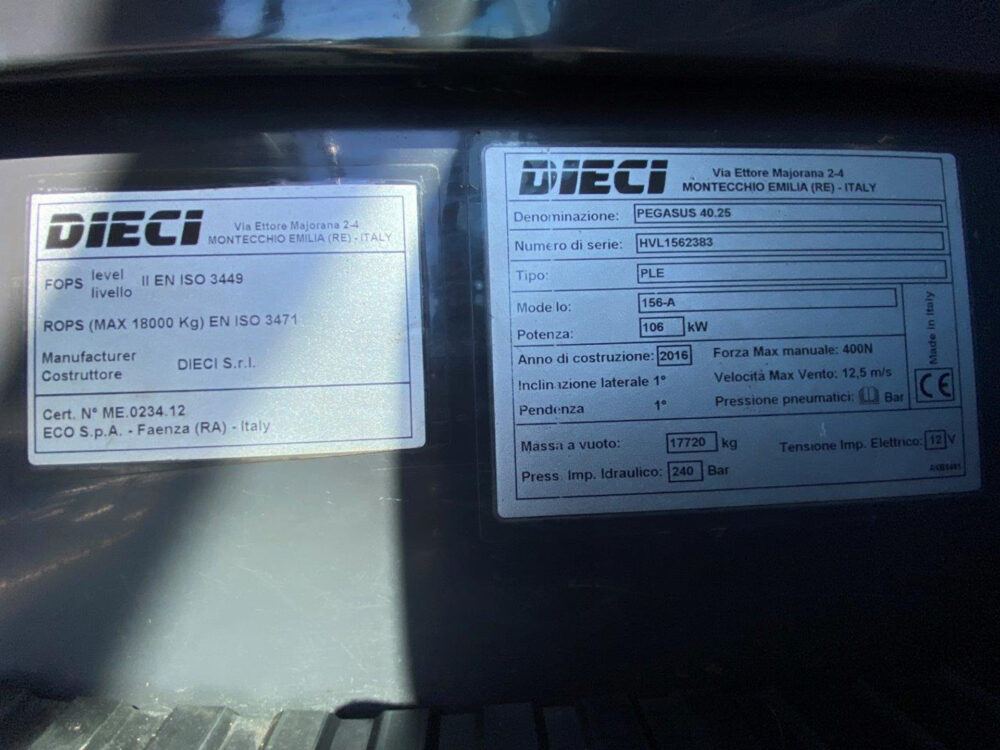 DIECI
Via Ettore Majorana 2-4
MONTECCHIO EMILIA (RE) - ITALY
FOPS level livello II EN ISO 3449
ROPS (MAX 18000 Kg) EN ISO 3471
Manufacturer
Costruttore DIECI S.r.l.
Cert. N° ME.0234.12
ECO S.p.A. - Faenza (RA) - Italy
DIECI
Via Ettore Majorana 2-4
MONTECCHIO EMILIA (RE) - ITALY
Denominazione: PEGASUS 40.25
Numero di serie: HVL1562383
Tipo: PLE
Modello: 156-A
Potenza: 106 kW
Made in Italy
Anno di costruzione: 2016 Forza Max manuale: 400N
Inclinazione laterale 1° Velocità Max Vento: 12,5 m/s
Pendenza 1° Pressione pneumatici: Bar
CE
Massa a vuoto: 17720 kg Tensione Imp. Elettrico: 12 V
Press. Imp. Idraulico: 240 Bar